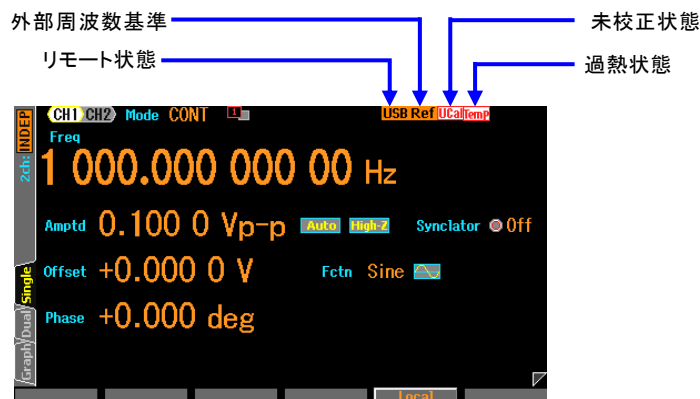 外部周波数基準
未校正状態
リモート状態
過熱状態
CH1 CH2 Mode CONT 1 USB Ref UCal Temp
2ch: INDEP
Freq
1 000.000 000 00 Hz
Amptd 0.100 0 Vp-p Auto High-Z Synclator Off
Offset +0.000 0 V Fctn Sine
Phase +0.000 deg
Single
Dual
Graph
Local